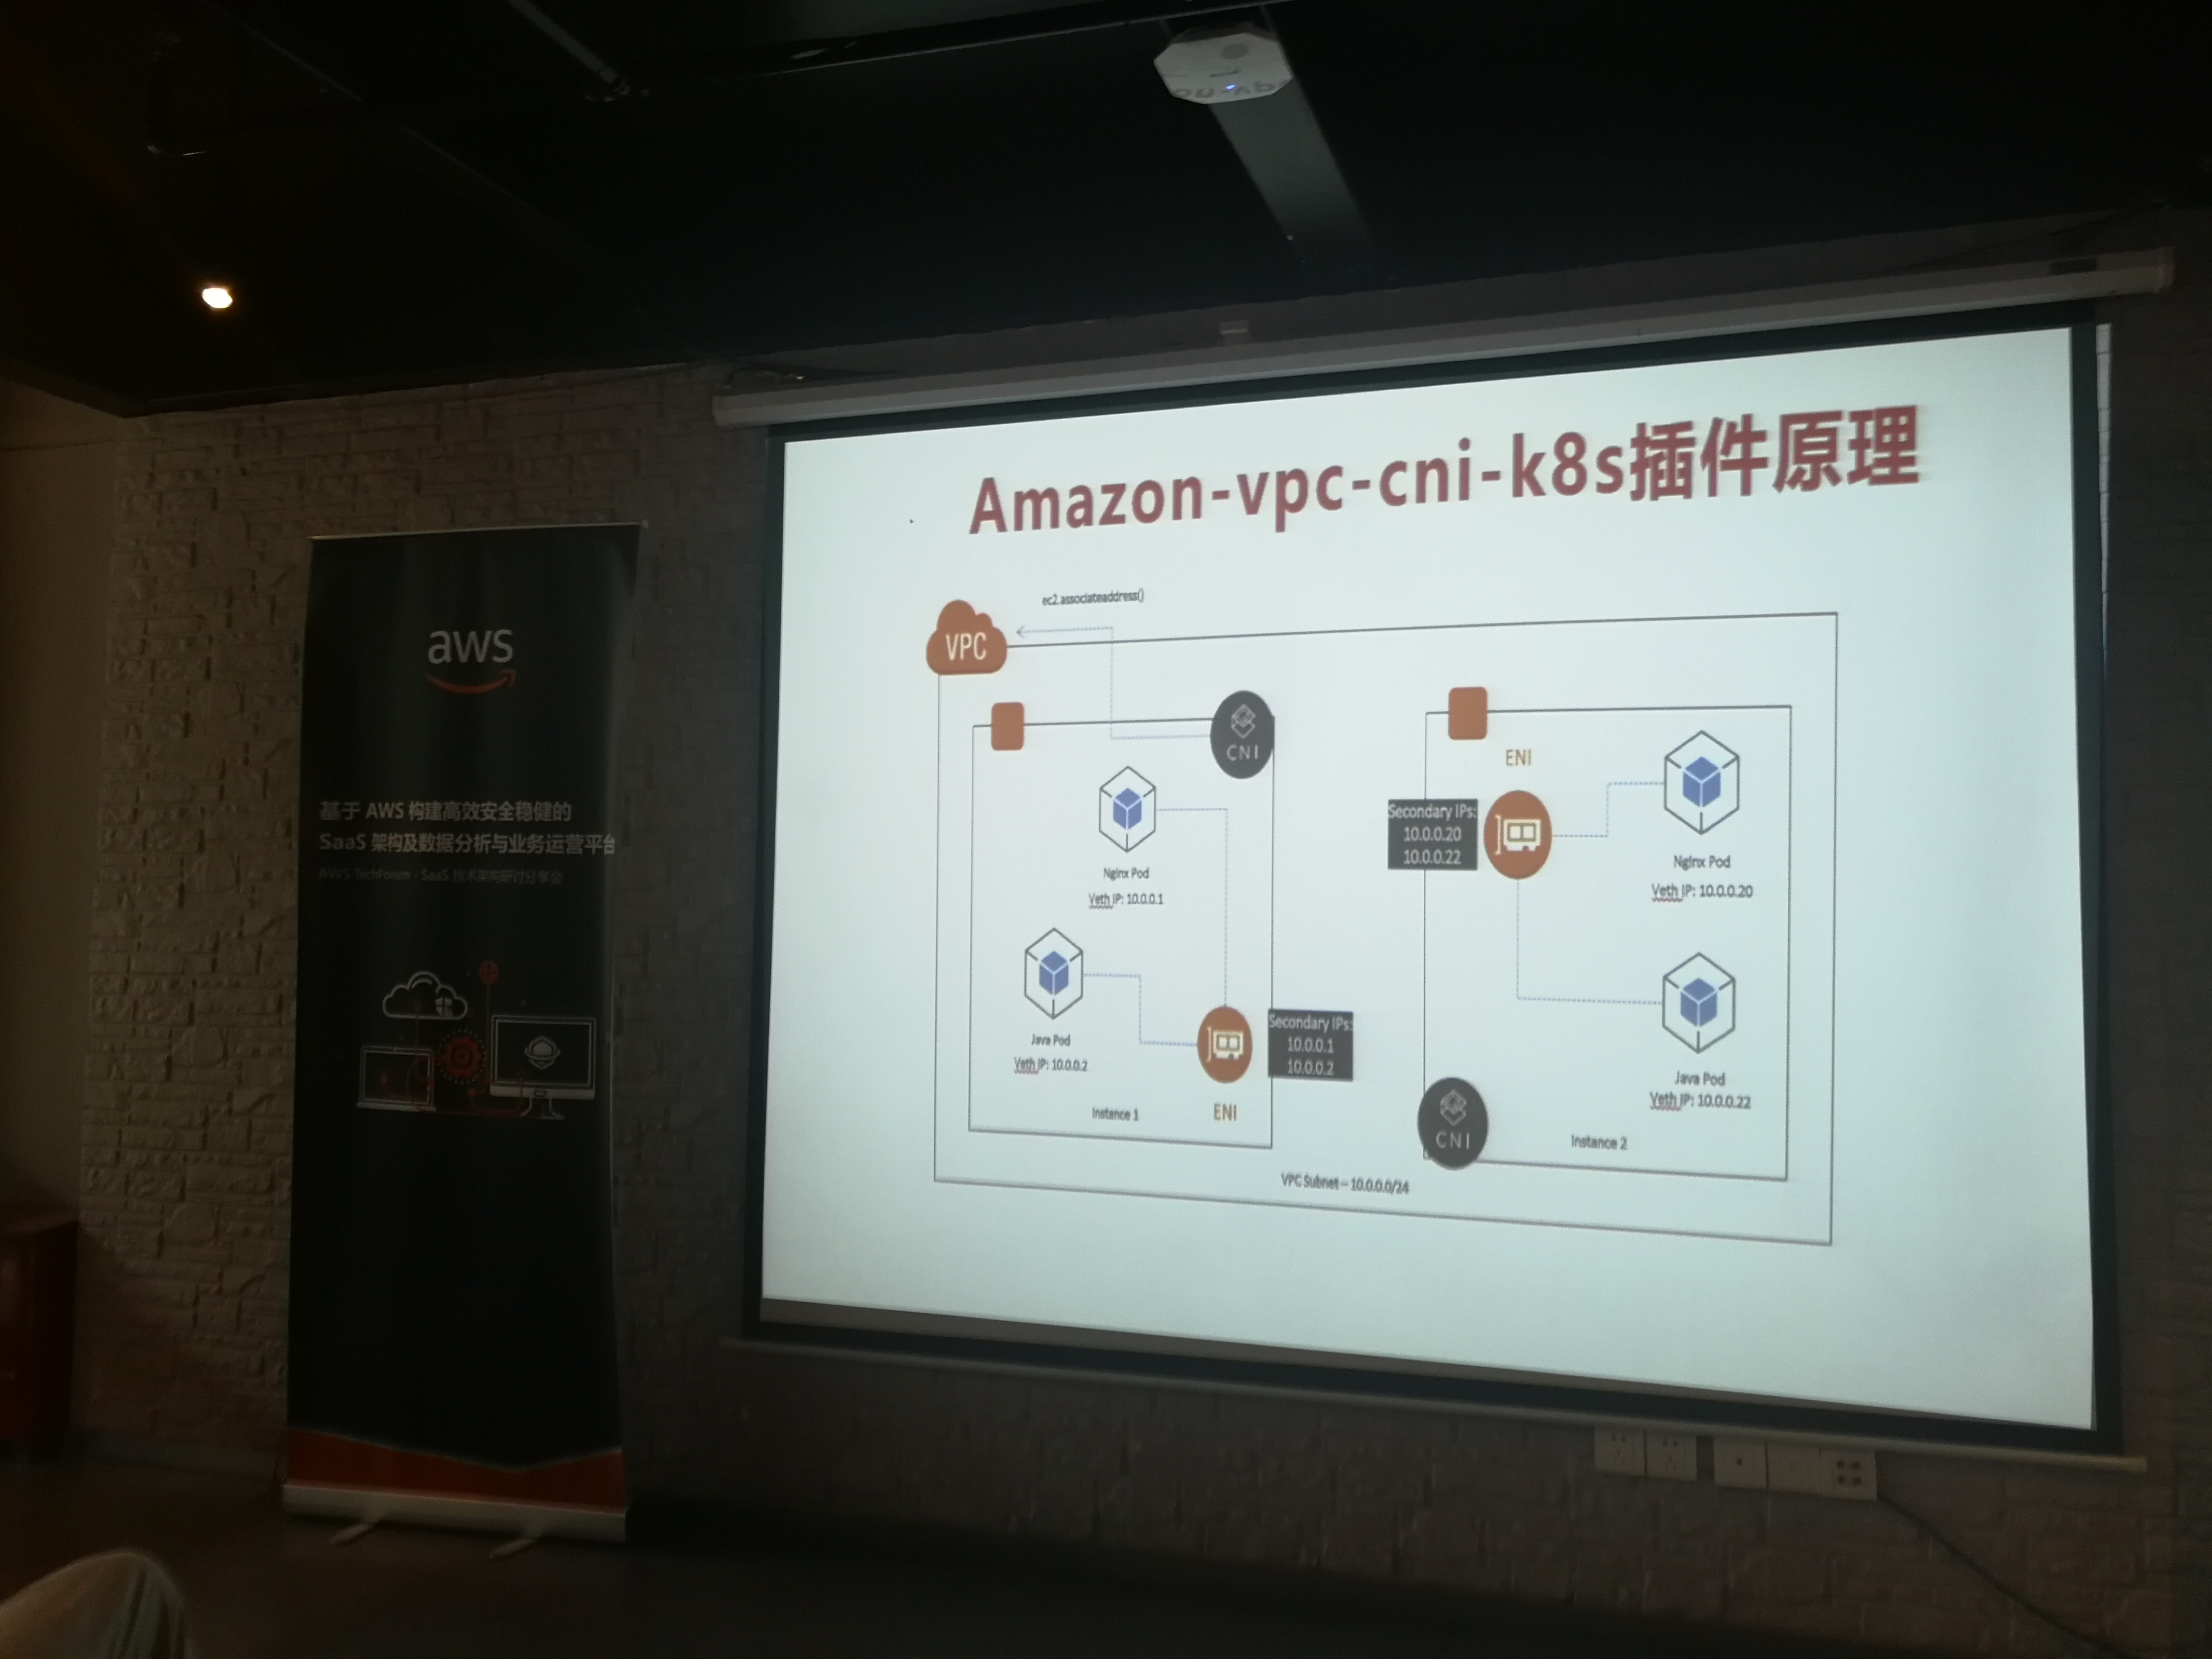 Amazon-vpc-cni-k8s插件原理
ec2.associateaddress()
VPC
CNI
Nginx Pod
Veth IP: 10.0.0.1
Java Pod
Veth IP: 10.0.0.2
Secondary IPs:
10.0.0.1
10.0.0.2
ENI
Instance 1
ENI
Secondary IPs:
10.0.0.20
10.0.0.22
Nginx Pod
Veth IP: 10.0.0.20
Java Pod
Veth IP: 10.0.0.22
CNI
Instance 2
VPC Subnet – 10.0.0.0/24
aws
基于 AWS 构建高效安全稳健的
SaaS 架构及数据分析与业务运营平台
AWS TechForum - SaaS 技术架构研讨分享会